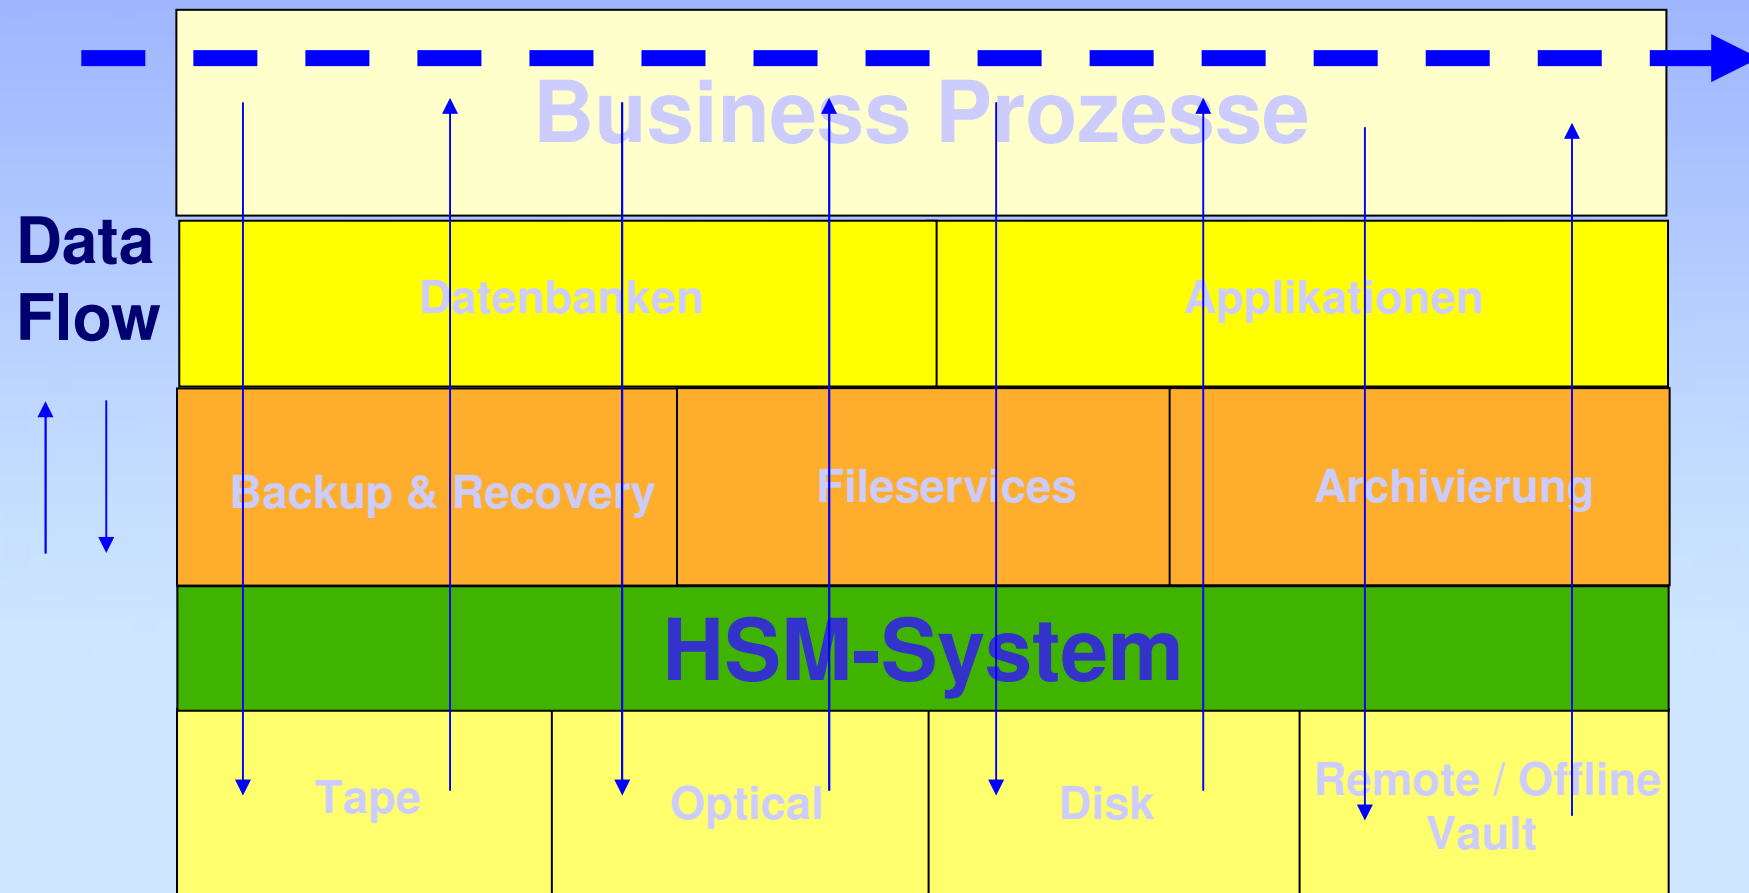 Business Prozesse
Data
Flow
Datenbanken
Applikationen
Backup & Recovery
Fileservices
Archivierung
HSM-System
Tape
Optical
Disk
Remote / Offline
Vault